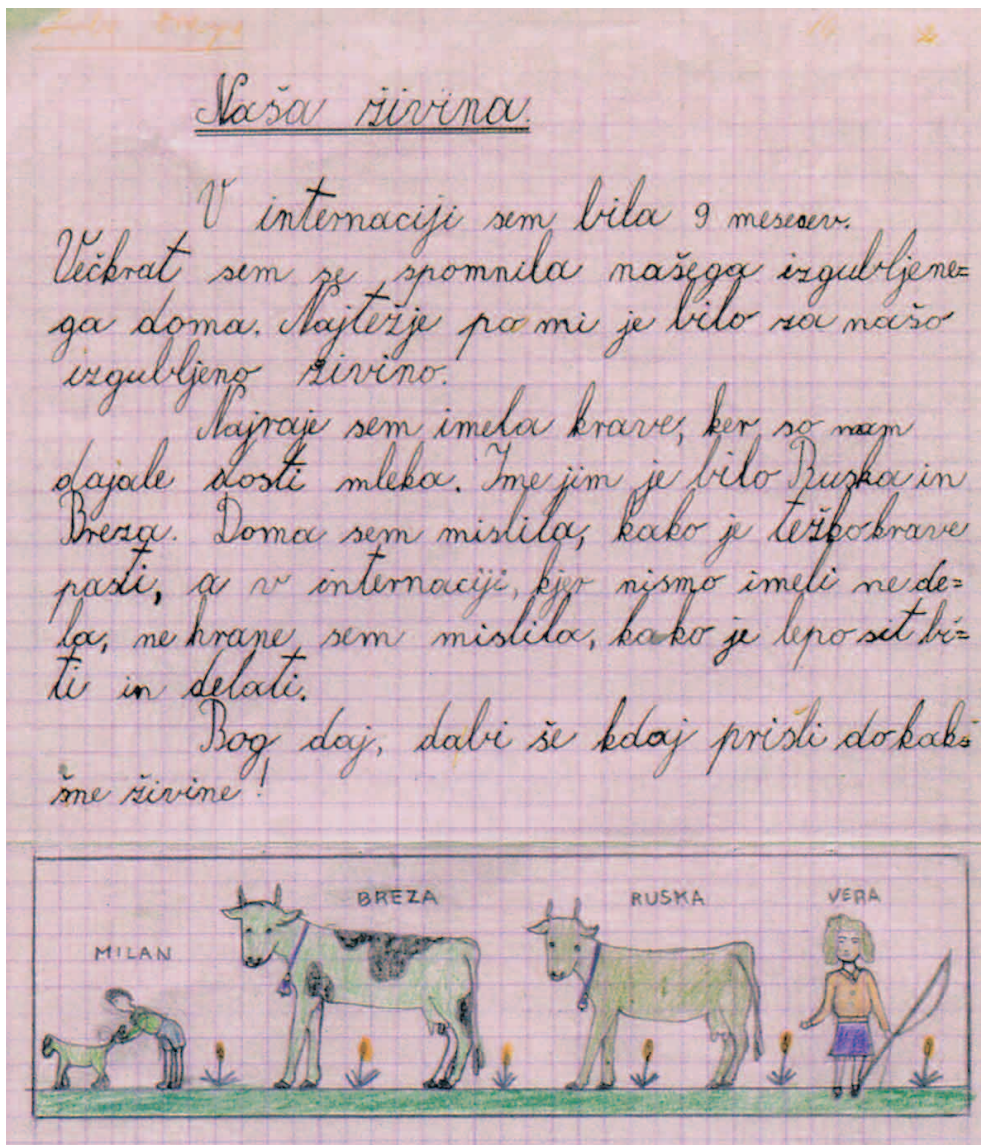 Naša živina.
V internaciji sem bila 9 mesecev.
Večkrat sem se spomnila našega izgubljene=
ga doma. Najtežje pa mi je bilo za našo
izgubljeno živino.
Najraje sem imela krave, ker so nam
dajale dosti mleka. Ime jim je bilo Ruska in
Breza. Doma sem mislila, kako je težko krave
pasti, a v internaciji, kjer nismo imeli ne de=
la, ne hrane, sem mislila, kako je lepo sit bi=
ti in delati.
Bog daj, da bi še kdaj prišli do kak=
šne živine!
MILAN BREZA RUSKA VERA